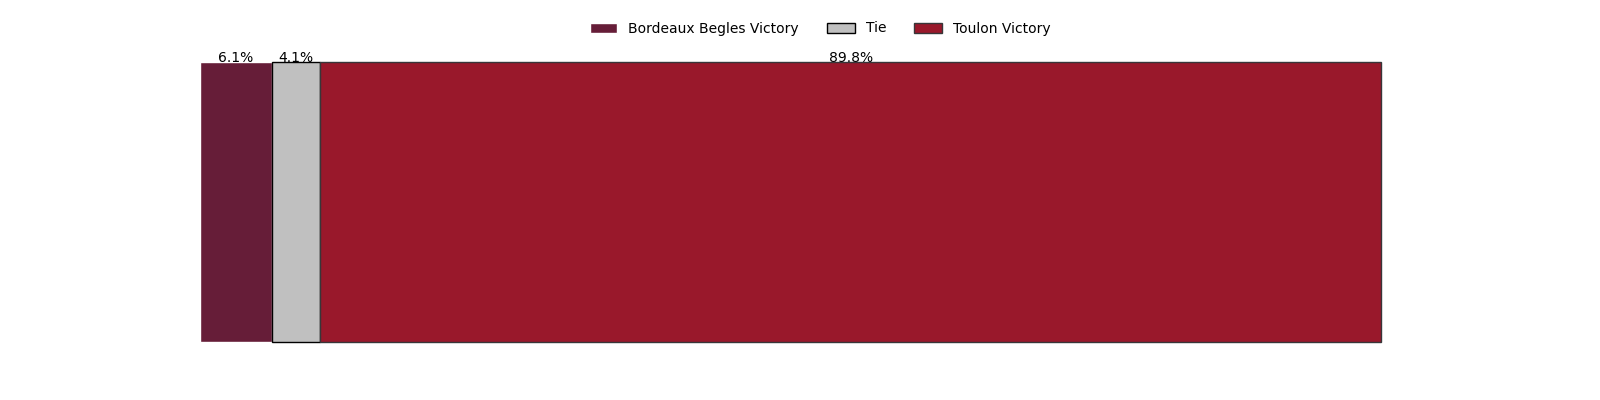 Bordeaux Begles Victory Tie Toulon Victory
6.1% 4.1% 89.8%